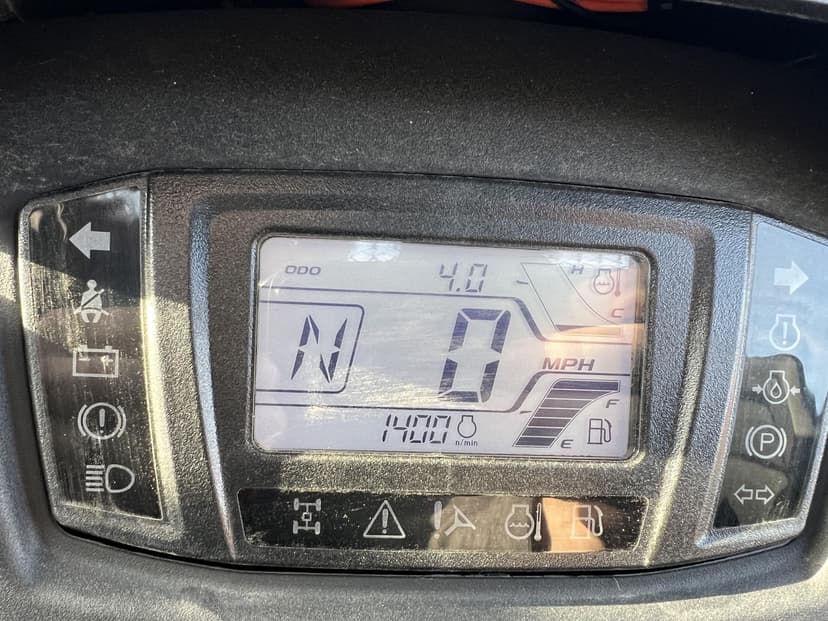 ODO 4.0 H
C
N 0 MPH
F
1400 n/min E
P